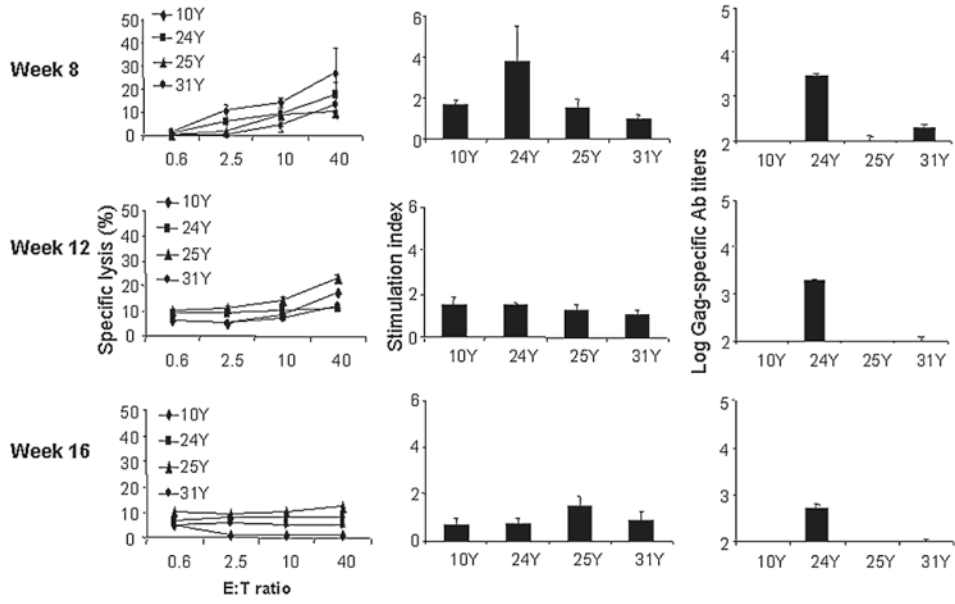 Week 8
50
40
30
20
10
0
10Y
24Y
25Y
31Y
0.6 2.5 10 40
6
4
2
0
10Y 24Y 25Y 31Y
5
4
3
2
10Y 24Y 25Y 31Y
Week 12
Specific lysis (%)
50
40
30
20
10
0
10Y
24Y
25Y
31Y
0.6 2.5 10 40
Stimulation index
6
4
2
0
10Y 24Y 25Y 31Y
Log Gag-specific Ab titers
5
4
3
2
10Y 24Y 25Y 31Y
Week 16
50
40
30
20
10
0
10Y
24Y
25Y
31Y
0.6 2.5 10 40
E:T ratio
6
4
2
0
10Y 24Y 25Y 31Y
5
4
3
2
10Y 24Y 25Y 31Y